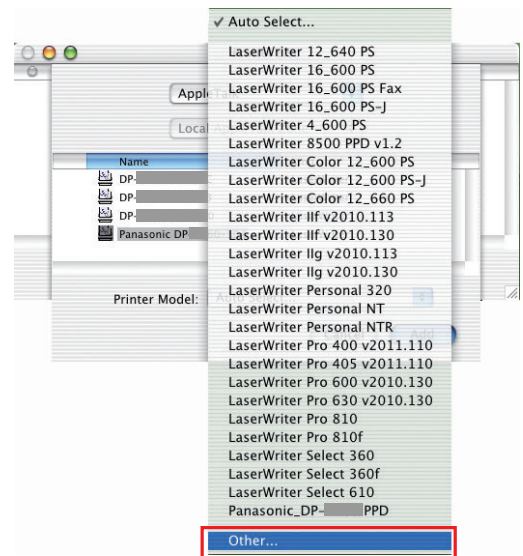 ✓ Auto Select...
LaserWriter 12_640 PS
LaserWriter 16_600 PS
LaserWriter 16_600 PS Fax
LaserWriter 16_600 PS-J
LaserWriter 4_600 PS
LaserWriter 8500 PPD v1.2
LaserWriter Color 12_600 PS
LaserWriter Color 12_600 PS-J
LaserWriter Color 12_660 PS
LaserWriter IIf v2010.113
LaserWriter IIf v2010.130
LaserWriter IIg v2010.113
LaserWriter IIg v2010.130
LaserWriter Personal 320
LaserWriter Personal NT
LaserWriter Personal NTR
LaserWriter Pro 400 v2011.110
LaserWriter Pro 405 v2011.110
LaserWriter Pro 600 v2010.130
LaserWriter Pro 630 v2010.130
LaserWriter Pro 810
LaserWriter Pro 810f
LaserWriter Select 360
LaserWriter Select 360f
LaserWriter Select 610
Panasonic_DP- PPD
Other...
Name
DP-
DP-
DP-
Panasonic DP
Printer Model: Auto Select...
Add